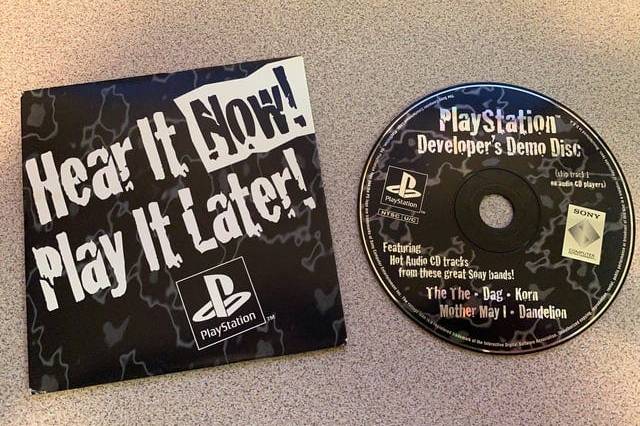 Hear It Now!
Play It Later!
PlayStation
TM
PlayStation
Developer's Demo Disc
(skip track 1
on audio CD players)
PlayStation
NTSC U/C
SONY
COMPUTER
Featuring
Hot Audio CD tracks
from these great Sony bands!
The The • Dag • Korn
Mother May I • Dandelion